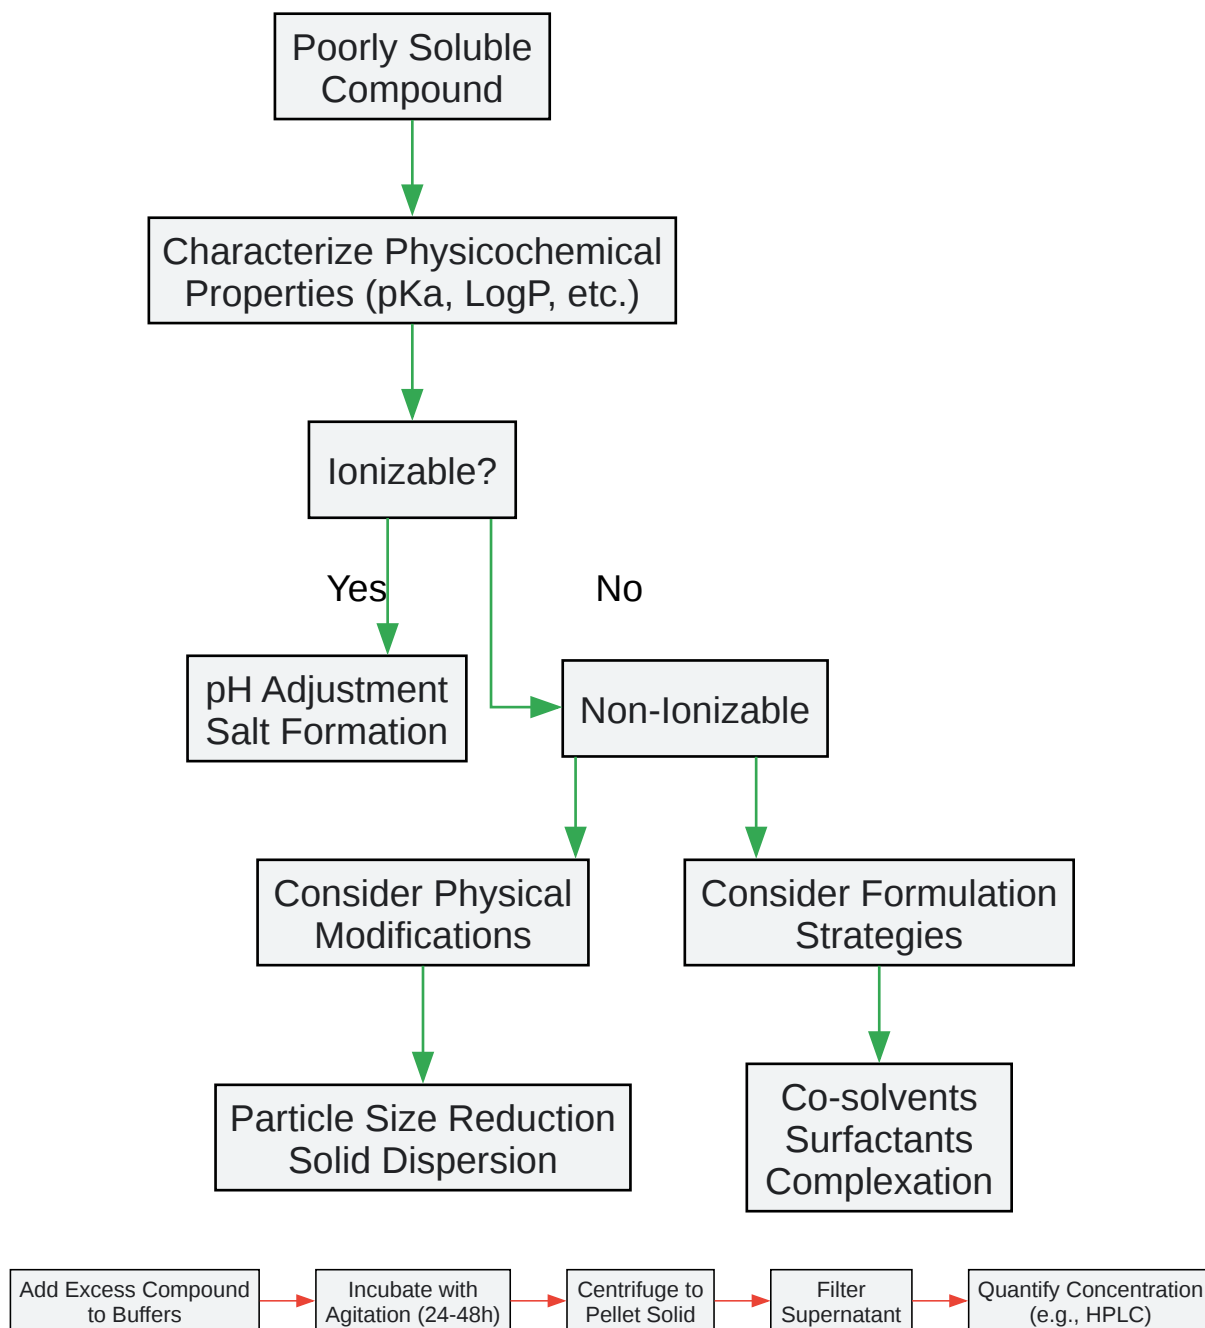 Poorly Soluble
Compound
Characterize Physicochemical
Properties (pKa, LogP, etc.)
Ionizable?
Yes
No
pH Adjustment
Salt Formation
Non-Ionizable
Consider Physical
Modifications
Consider Formulation
Strategies
Particle Size Reduction
Solid Dispersion
Co-solvents
Surfactants
Complexation
Add Excess Compound
to Buffers
Incubate with
Agitation (24-48h)
Centrifuge to
Pellet Solid
Filter
Supernatant
Quantify Concentration
(e.g., HPLC)